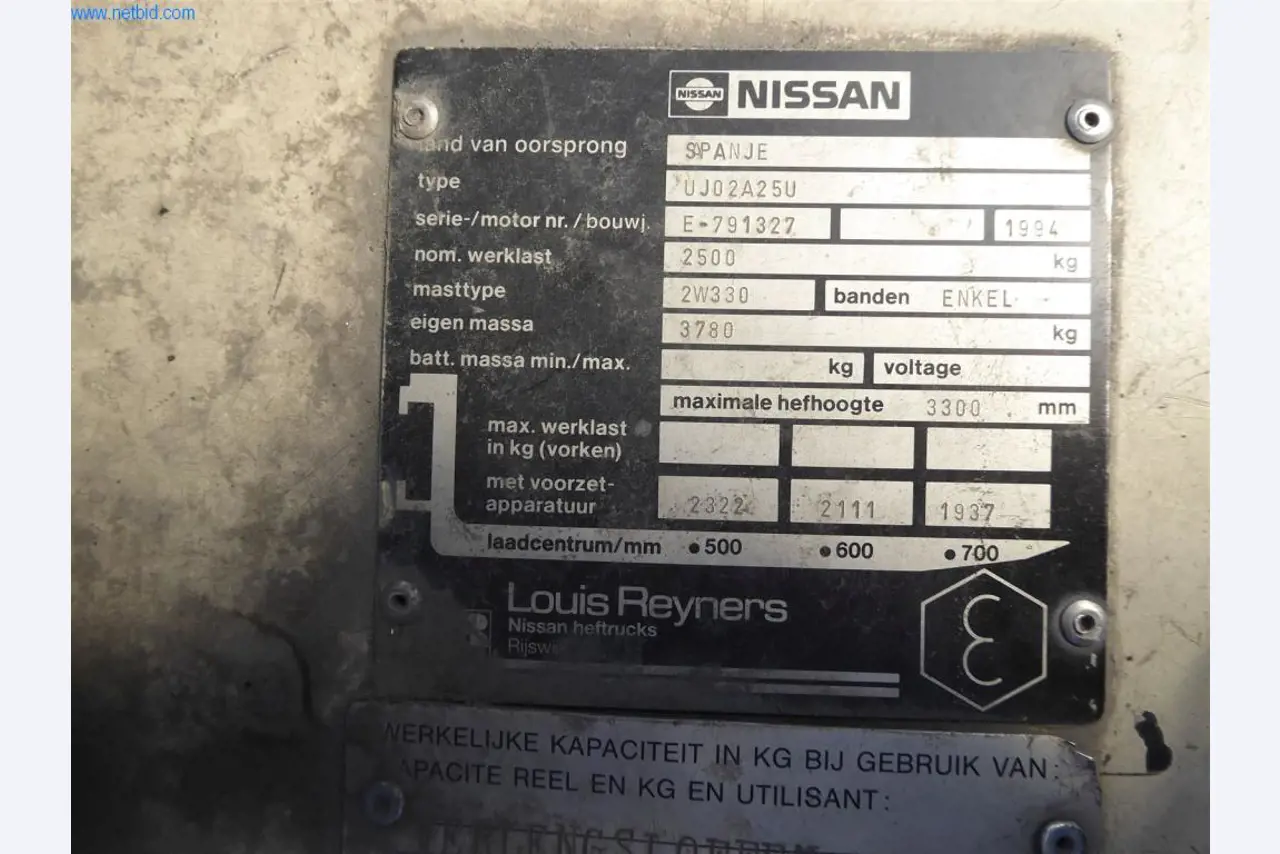 www.netbid.com
NISSAN NISSAN
land van oorsprong SPANJE
type UJ02A25U
serie-/motor nr./bouwj. E-791327 1994
nom. werklast 2500 kg
masttype 2W330 banden ENKEL
eigen massa 3780 kg
batt. massa min./max. kg voltage
maximale hefhoogte 3300 mm
max. werklast
in kg (vorken)
met voorzet-
apparatuur 2322 2111 1937
laadcentrum/mm •500 •600 •700
Louis Reyners
Nissan heftrucks
WERKELIJKE KAPACITEIT IN KG BIJ GEBRUIK VAN:
APACITE REEL EN KG EN UTILISANT: